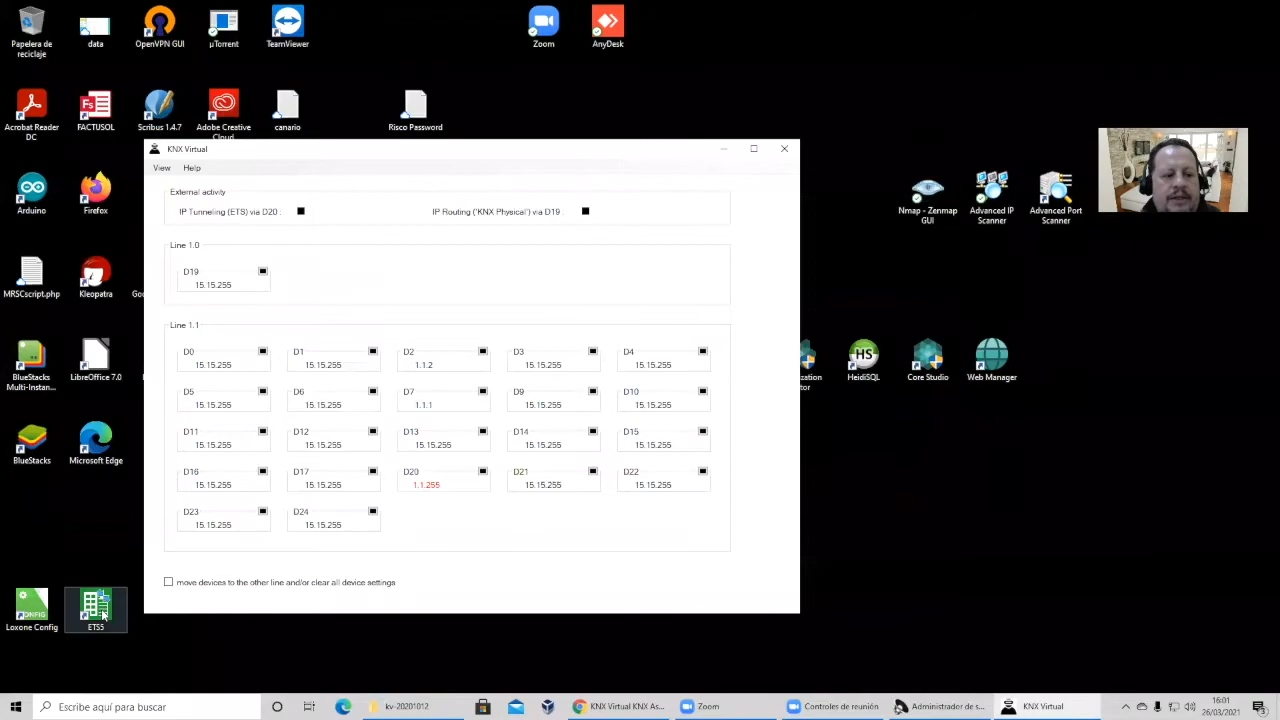 Papelera de
reciclaje
data
OpenVPN GUI
µTorrent
TeamViewer
Zoom
AnyDesk
Acrobat Reader
DC
FACTUSOL
Scribus 1.4.7
Adobe Creative
Cloud
canario
Risco Password
KNX Virtual
View
Help
External activity
IP Tunneling (ETS) via D20 :
IP Routing ('KNX Physical') via D19 :
Line 1.0
D19
15.15.255
Line 1.1
D0
15.15.255
D1
15.15.255
D2
1.1.2
D3
15.15.255
D4
15.15.255
D5
15.15.255
D6
15.15.255
D7
1.1.1
D9
15.15.255
D10
15.15.255
D11
15.15.255
D12
15.15.255
D13
15.15.255
D14
15.15.255
D15
15.15.255
D16
15.15.255
D17
15.15.255
D20
1.1.255
D21
15.15.255
D22
15.15.255
D23
15.15.255
D24
15.15.255
move devices to the other line and/or clear all device settings
Arduino
Firefox
Nmap - Zenmap
GUI
Advanced IP
Scanner
Advanced Port
Scanner
MRSCscript.php
Kleopatra
Goo
BlueStacks
Multi-Instan...
LibreOffice 7.0
HS
HeidiSQL
Core Studio
Web Manager
BlueStacks
Microsoft Edge
CONFIG
Loxone Config
ETS5
Escribe aquí para buscar
kv-20201012
KNX Virtual KNX As...
Zoom
Controles de reunión
Administrador de s...
KNX Virtual
16:01
26/03/2021